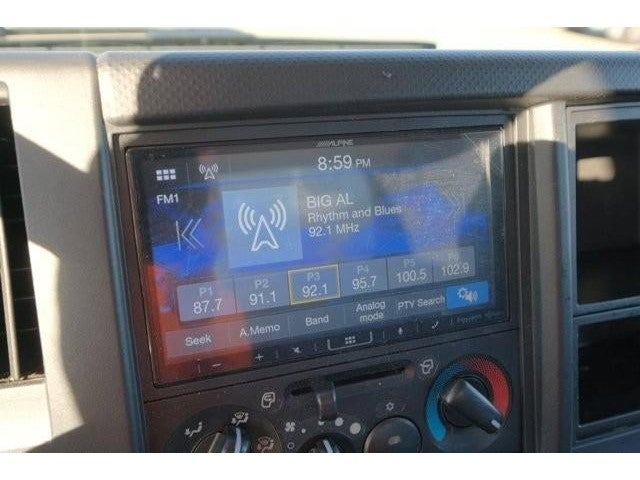 ALPINE
8:59 PM
FM1
BIG AL
Rhythm and Blues
92.1 MHz
P1 P2 P3 P4 P5 P6
87.7 91.1 92.1 95.7 100.5 102.9
Seek A.Memo Band Analog mode PTY Search